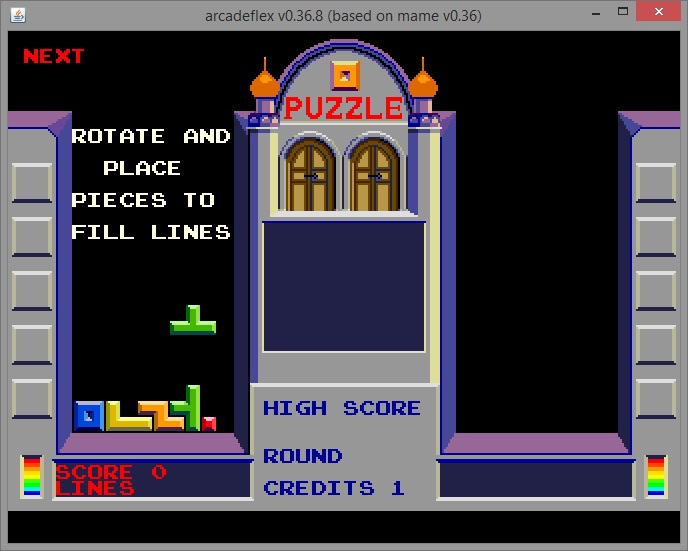 arcadeflex v0.36.8 (based on mame v0.36)
NEXT
PUZZLE
ROTATE AND
PLACE
PIECES TO
FILL LINES
HIGH SCORE
ROUND
CREDITS 1
SCORE 0
LINES